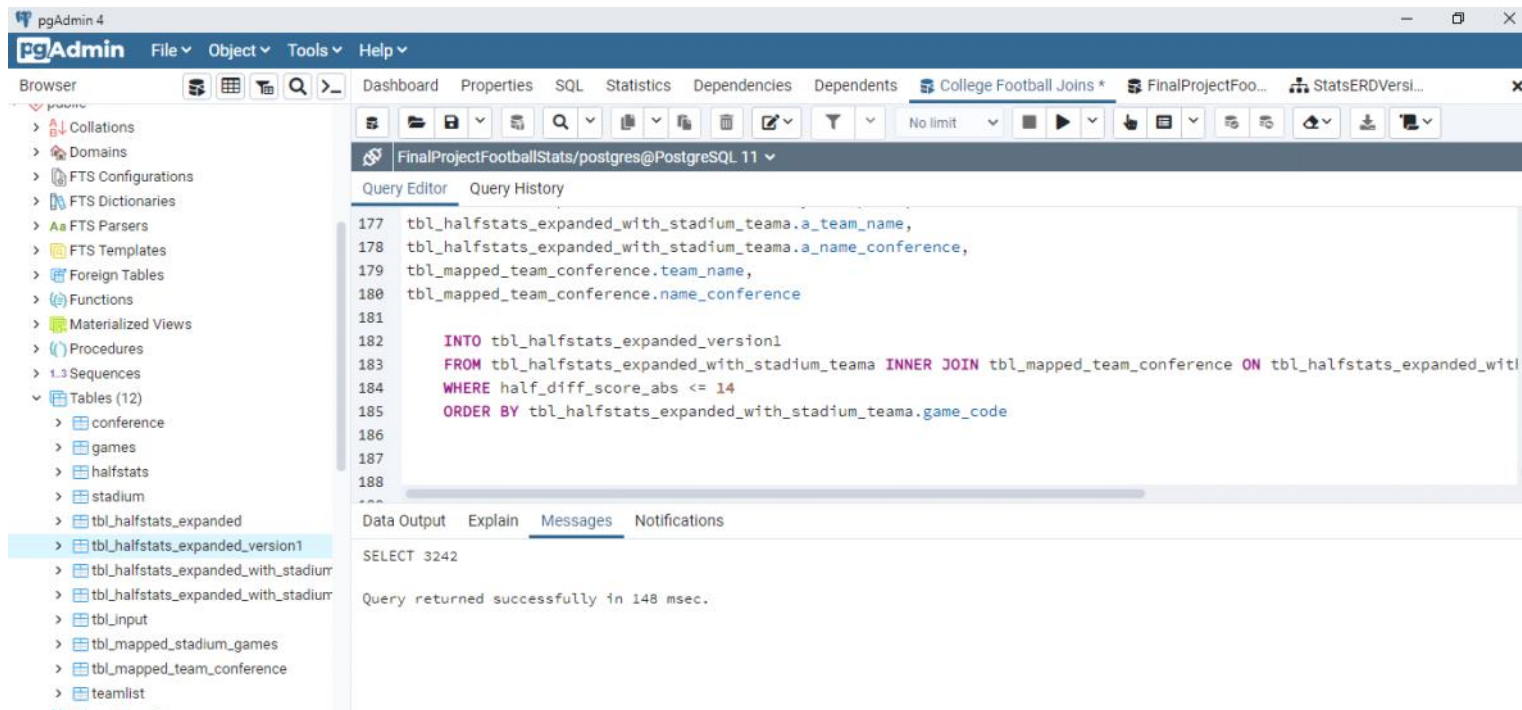 pgAdmin 4
pgAdmin File Object Tools Help
Browser
Dashboard Properties SQL Statistics Dependencies Dependents College Football Joins * FinalProjectFoo... StatsERDVersi...
public
Collations
Domains
FTS Configurations
FTS Dictionaries
Aa FTS Parsers
FTS Templates
Foreign Tables
Functions
Materialized Views
Procedures
1..3 Sequences
Tables (12)
conference
games
halfstats
stadium
tbl_halfstats_expanded
tbl_halfstats_expanded_version1
tbl_halfstats_expanded_with_stadium
tbl_halfstats_expanded_with_stadium
tbl_input
tbl_mapped_stadium_games
tbl_mapped_team_conference
teamlist
No limit
FinalProjectFootballStats/postgres@PostgreSQL 11
Query Editor Query History
177 tbl_halfstats_expanded_with_stadium_teama.a_team_name,
178 tbl_halfstats_expanded_with_stadium_teama.a_name_conference,
179 tbl_mapped_team_conference.team_name,
180 tbl_mapped_team_conference.name_conference
181
182 INTO tbl_halfstats_expanded_version1
183 FROM tbl_halfstats_expanded_with_stadium_teama INNER JOIN tbl_mapped_team_conference ON tbl_halfstats_expanded_with
184 WHERE half_diff_score_abs <= 14
185 ORDER BY tbl_halfstats_expanded_with_stadium_teama.game_code
186
187
188
Data Output Explain Messages Notifications
SELECT 3242
Query returned successfully in 148 msec.